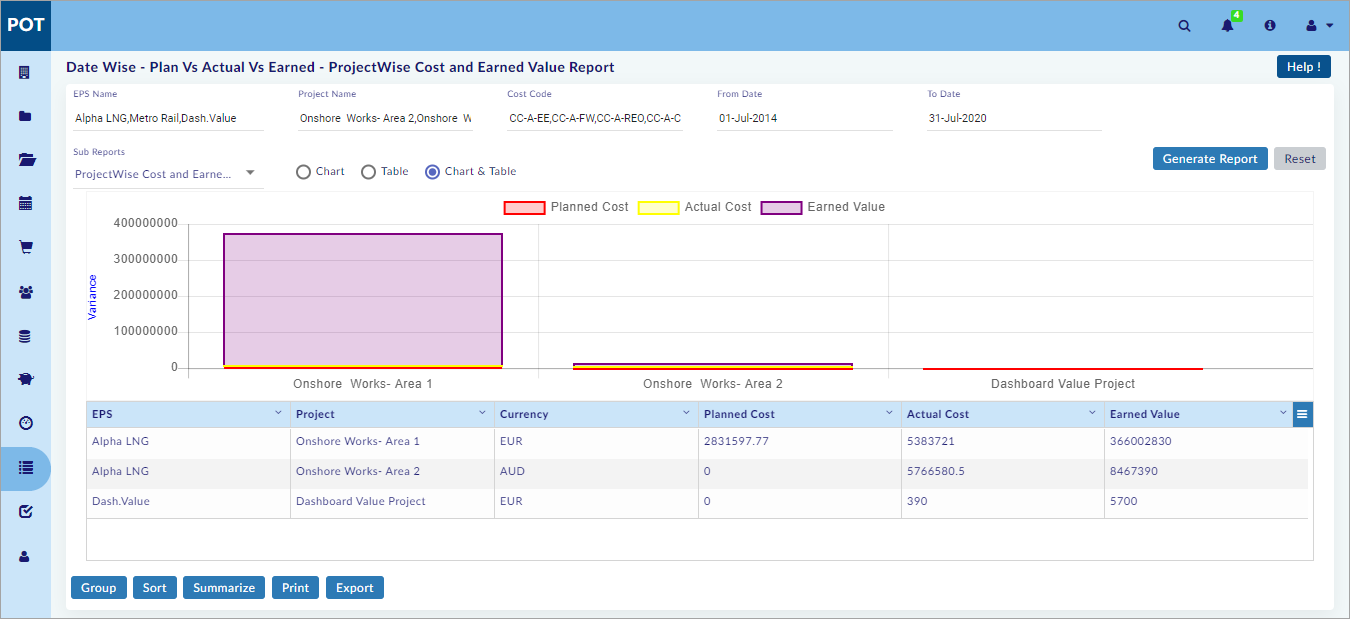 POT
4
Date Wise - Plan Vs Actual Vs Earned - ProjectWise Cost and Earned Value Report
Help !
EPS Name Project Name Cost Code From Date To Date
Alpha LNG,Metro Rail,Dash.Value Onshore Works- Area 2,Onshore W CC-A-EE,CC-A-FW,CC-A-REO,CC-A-C 01-Jul-2014 31-Jul-2020
Sub Reports
ProjectWise Cost and Earne... Chart Table Chart & Table
Generate Report Reset
Planned Cost Actual Cost Earned Value
400000000
300000000
200000000
100000000
0
Variance
Onshore Works- Area 1 Onshore Works- Area 2 Dashboard Value Project
EPS Project Currency Planned Cost Actual Cost Earned Value
Alpha LNG Onshore Works- Area 1 EUR 2831597.77 5383721 366002830
Alpha LNG Onshore Works- Area 2 AUD 0 5766580.5 8467390
Dash.Value Dashboard Value Project EUR 0 390 5700
Group Sort Summarize Print Export